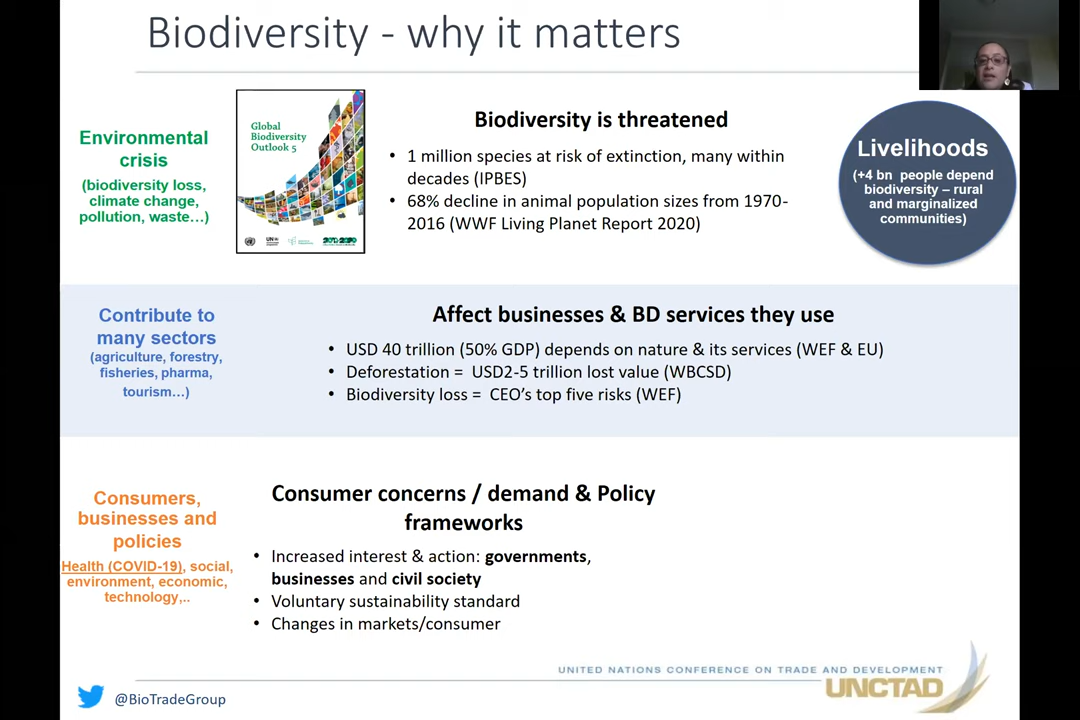 Biodiversity - why it matters
Environmental
crisis
(biodiversity loss,
climate change,
pollution, waste…)
Global
Biodiversity
Outlook 5
Biodiversity is threatened
• 1 million species at risk of extinction, many within
decades (IPBES)
• 68% decline in animal population sizes from 1970-
2016 (WWF Living Planet Report 2020)
Livelihoods
(+4 bn people depend
biodiversity – rural
and marginalized
communities)
Contribute to
many sectors
(agriculture, forestry,
fisheries, pharma,
tourism…)
Affect businesses & BD services they use
• USD 40 trillion (50% GDP) depends on nature & its services (WEF & EU)
• Deforestation = USD2-5 trillion lost value (WBCSD)
• Biodiversity loss = CEO's top five risks (WEF)
Consumers,
businesses and
policies
Health (COVID-19), social,
environment, economic,
technology,..
Consumer concerns / demand & Policy
frameworks
• Increased interest & action: governments,
businesses and civil society
• Voluntary sustainability standard
• Changes in markets/consumer
@BioTradeGroup
UNITED NATIONS CONFERENCE ON TRADE AND DEVELOPMENT
UNCTAD